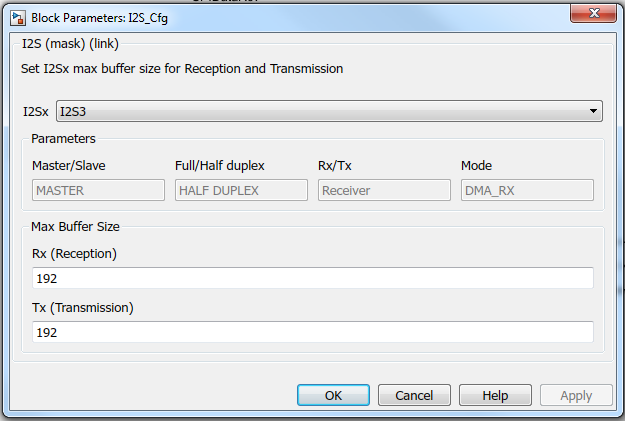 Block Parameters: I2S_Cfg
I2S (mask) (link)
Set I2Sx max buffer size for Reception and Transmission
I2Sx I2S3
Parameters
Master/Slave Full/Half duplex Rx/Tx Mode
MASTER HALF DUPLEX Receiver DMA_RX
Max Buffer Size
Rx (Reception)
192
Tx (Transmission)
192
OK Cancel Help Apply